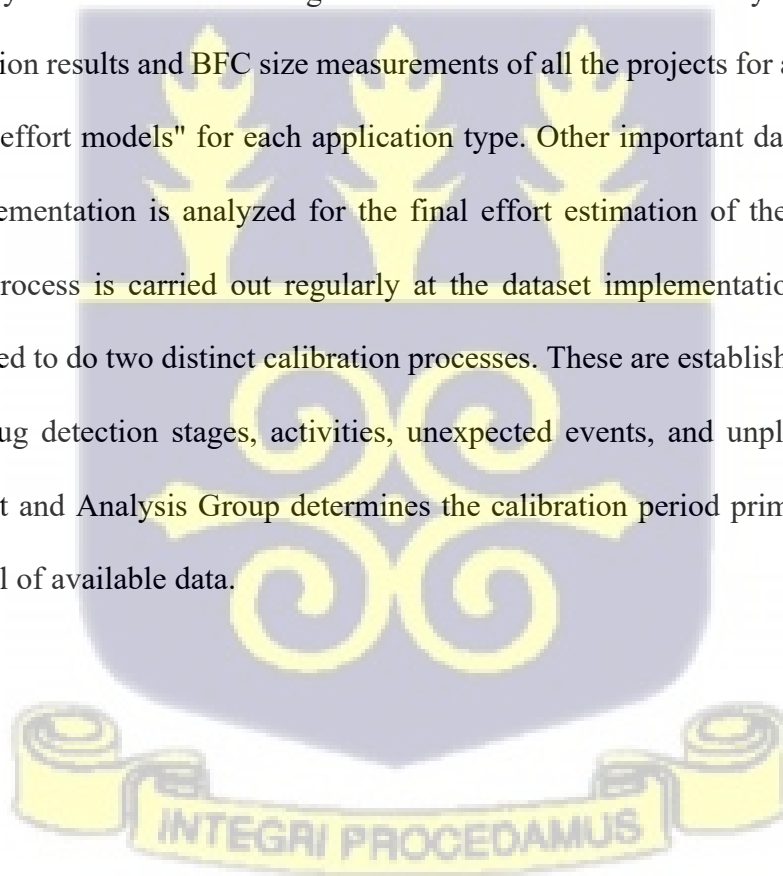 ion results and BFC size measurements of all the projects for a
effort models" for each application type. Other important da
ementation is analyzed for the final effort estimation of the
rocess is carried out regularly at the dataset implementatio
ed to do two distinct calibration processes. These are establish
ug detection stages, activities, unexpected events, and unpl
t and Analysis Group determines the calibration period prim
l of available data.
INTEGRI PROCEDAMUS